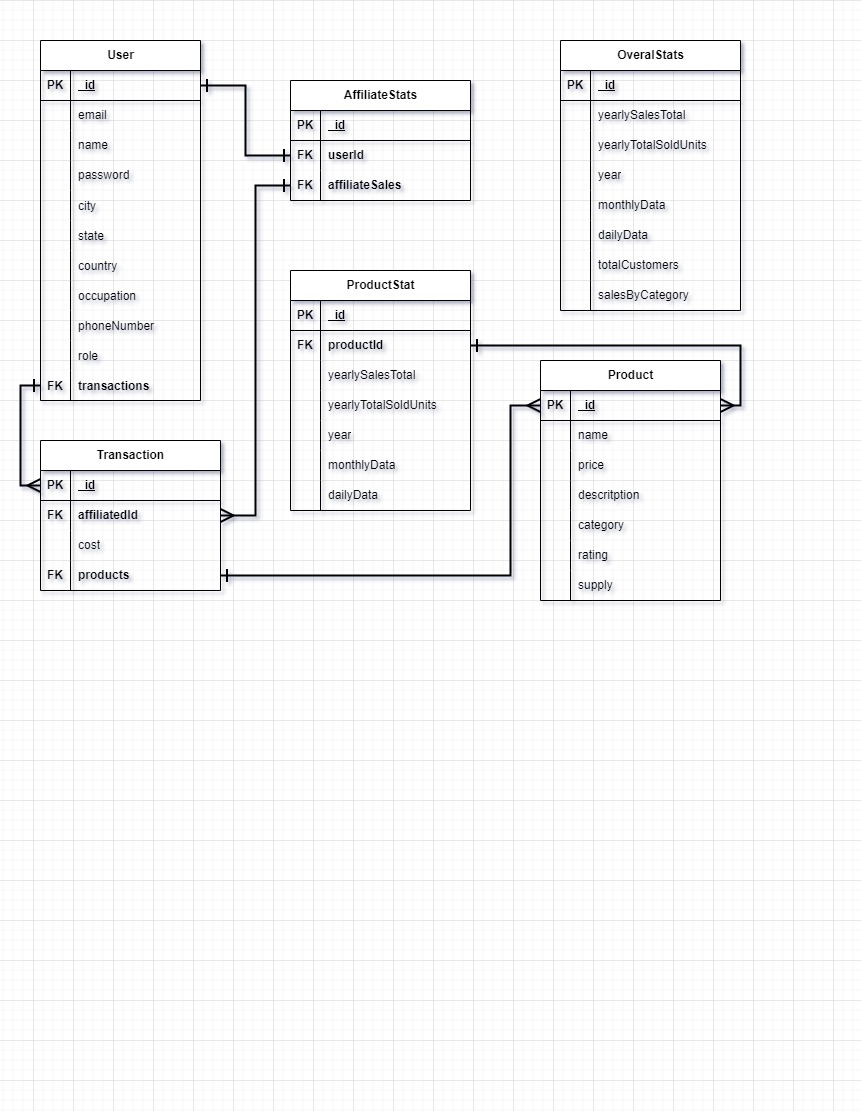 User
PK _id
email
name
password
city
state
country
occupation
phoneNumber
role
FK transactions
AffiliateStats
PK _id
FK userId
FK affiliateSales
OveralStats
PK _id
yearlySalesTotal
yearlyTotalSoldUnits
year
monthlyData
dailyData
totalCustomers
salesByCategory
ProductStat
PK _id
FK productId
yearlySalesTotal
yearlyTotalSoldUnits
year
monthlyData
dailyData
Product
PK _id
name
price
descritption
category
rating
supply
Transaction
PK _id
FK affiliatedId
cost
FK products